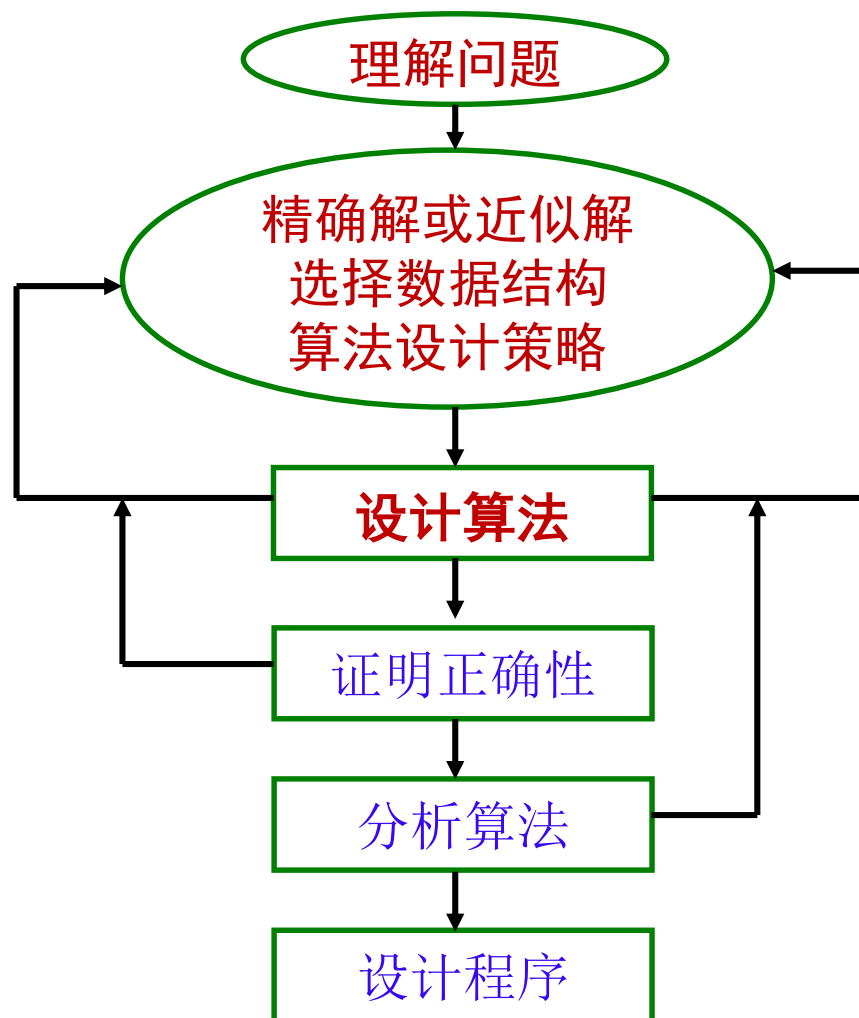 理解问题
精确解或近似解
选择数据结构
算法设计策略
设计算法
证明正确性
分析算法
设计程序